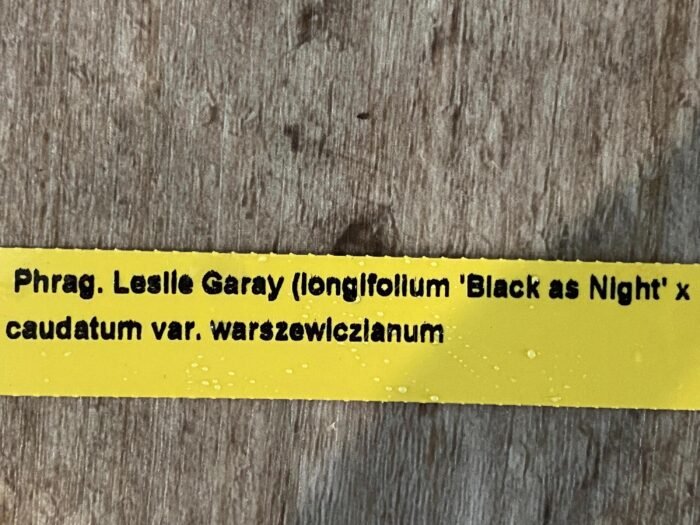 Phrag. Leslie Garay (longifolium 'Black as Night' x
caudatum var. warszewiczianum